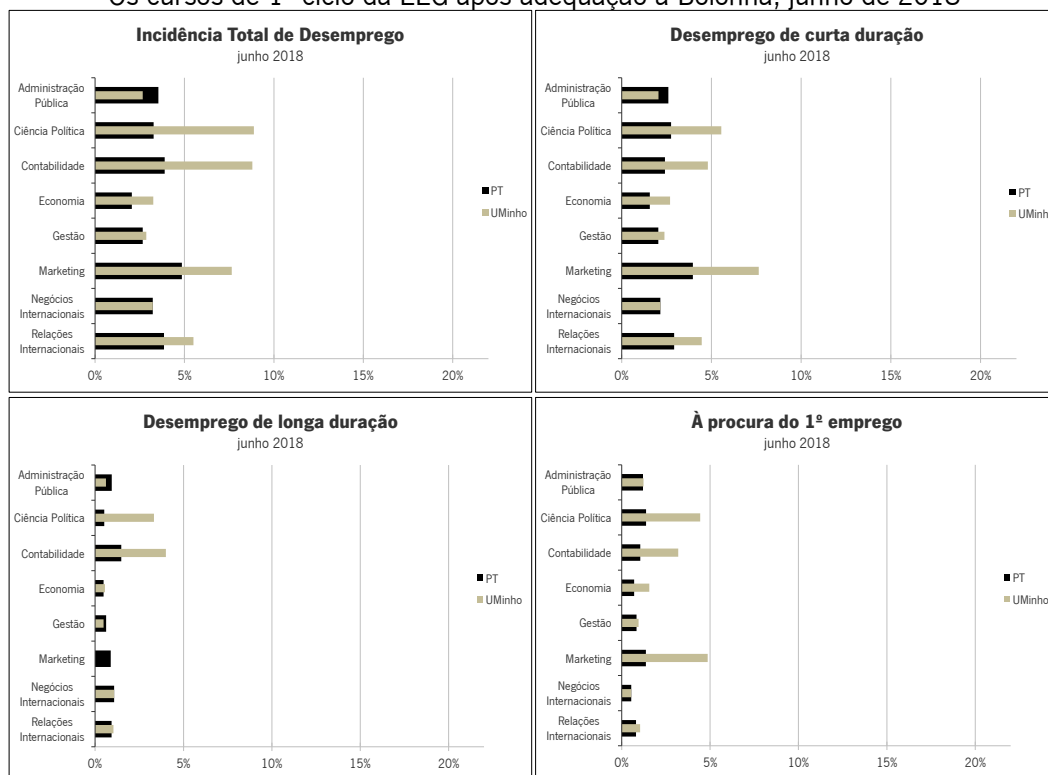 Os cursos de 1º ciclo da EEG após adequação a Bolonha, junho de 2018
Incidência Total de Desemprego
junho 2018
Administração
Pública
Ciência Política
Contabilidade
Economia
Gestão
Marketing
Negócios
Internacionais
Relações
Internacionais
0% 5% 10% 15% 20%
PT
UMinho
Desemprego de curta duração
junho 2018
Administração
Pública
Ciência Política
Contabilidade
Economia
Gestão
Marketing
Negócios
Internacionais
Relações
Internacionais
0% 5% 10% 15% 20%
PT
UMinh
Desemprego de longa duração
junho 2018
Administração
Pública
Ciência Política
Contabilidade
Economia
Gestão
Marketing
Negócios
Internacionais
Relações
Internacionais
0% 5% 10% 15% 20%
PT
UMinho
À procura do 1º emprego
junho 2018
Administração
Pública
Ciência Política
Contabilidade
Economia
Gestão
Marketing
Negócios
Internacionais
Relações
Internacionais
0% 5% 10% 15% 20%
PT
UMinho